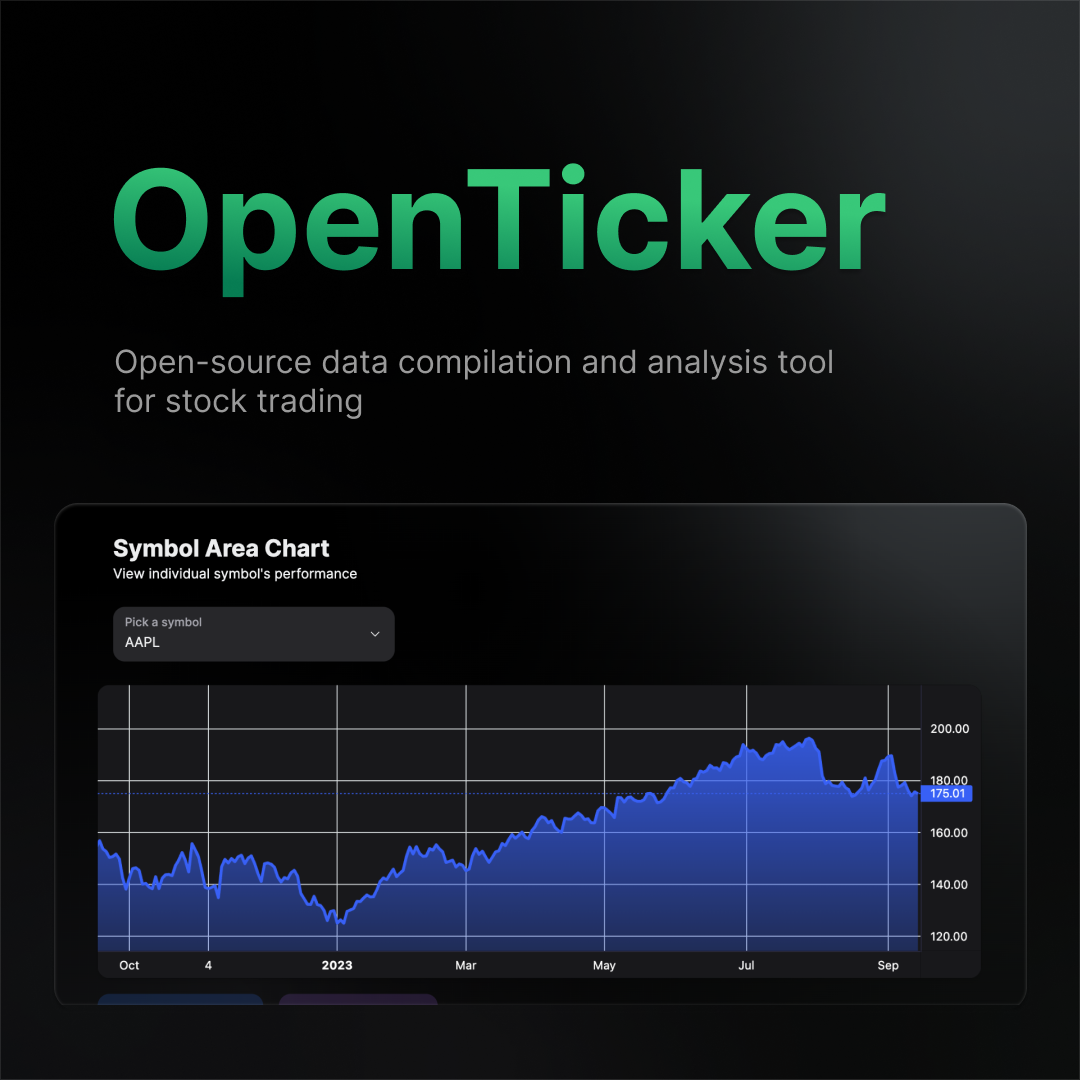 OpenTicker
Open-source data compilation and analysis tool
for stock trading
Symbol Area Chart
View individual symbol's performance
Pick a symbol
AAPL
200.00
180.00
175.01
160.00
140.00
120.00
Oct 4 2023 Mar May Jul Sep